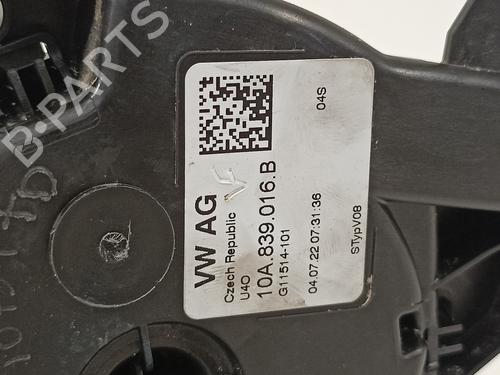 B-PARTS
04S
VW AG
Czech Republic
U4O
10A.839.016.B
G11514-101
04.07.22 07:31:36
STypV08